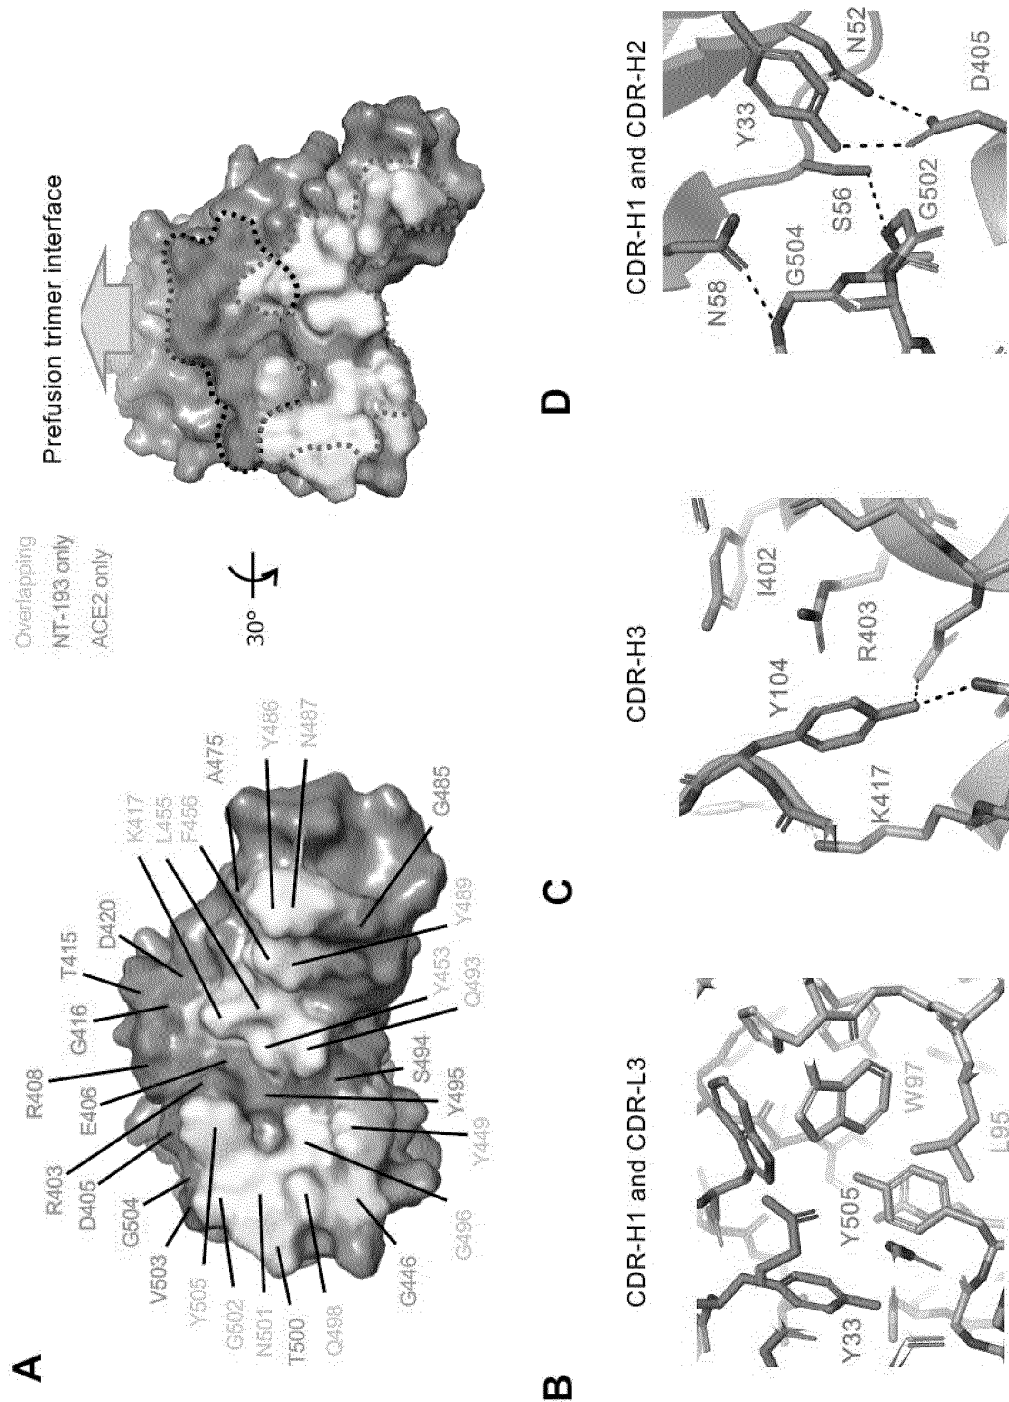 A
R403
D405
G504
V503
Y505
G502
N501
T500
Q498
R408
E406
G416
T415
D420
K417
L455
F456
A475
Y486
N487
G485
Y489
Y453
Q493
S494
Y495
Y449
G496
G446
Overlapping
NT-193 only
ACE2 only
30°
Prefusion trimer interface
B
CDR-H1 and CDR-L3
Y33
Y505
W97
L95
C
CDR-H3
K417
Y104
R403
I402
D
CDR-H1 and CDR-H2
N58
G504
S56
Y33
G502
N52
D405